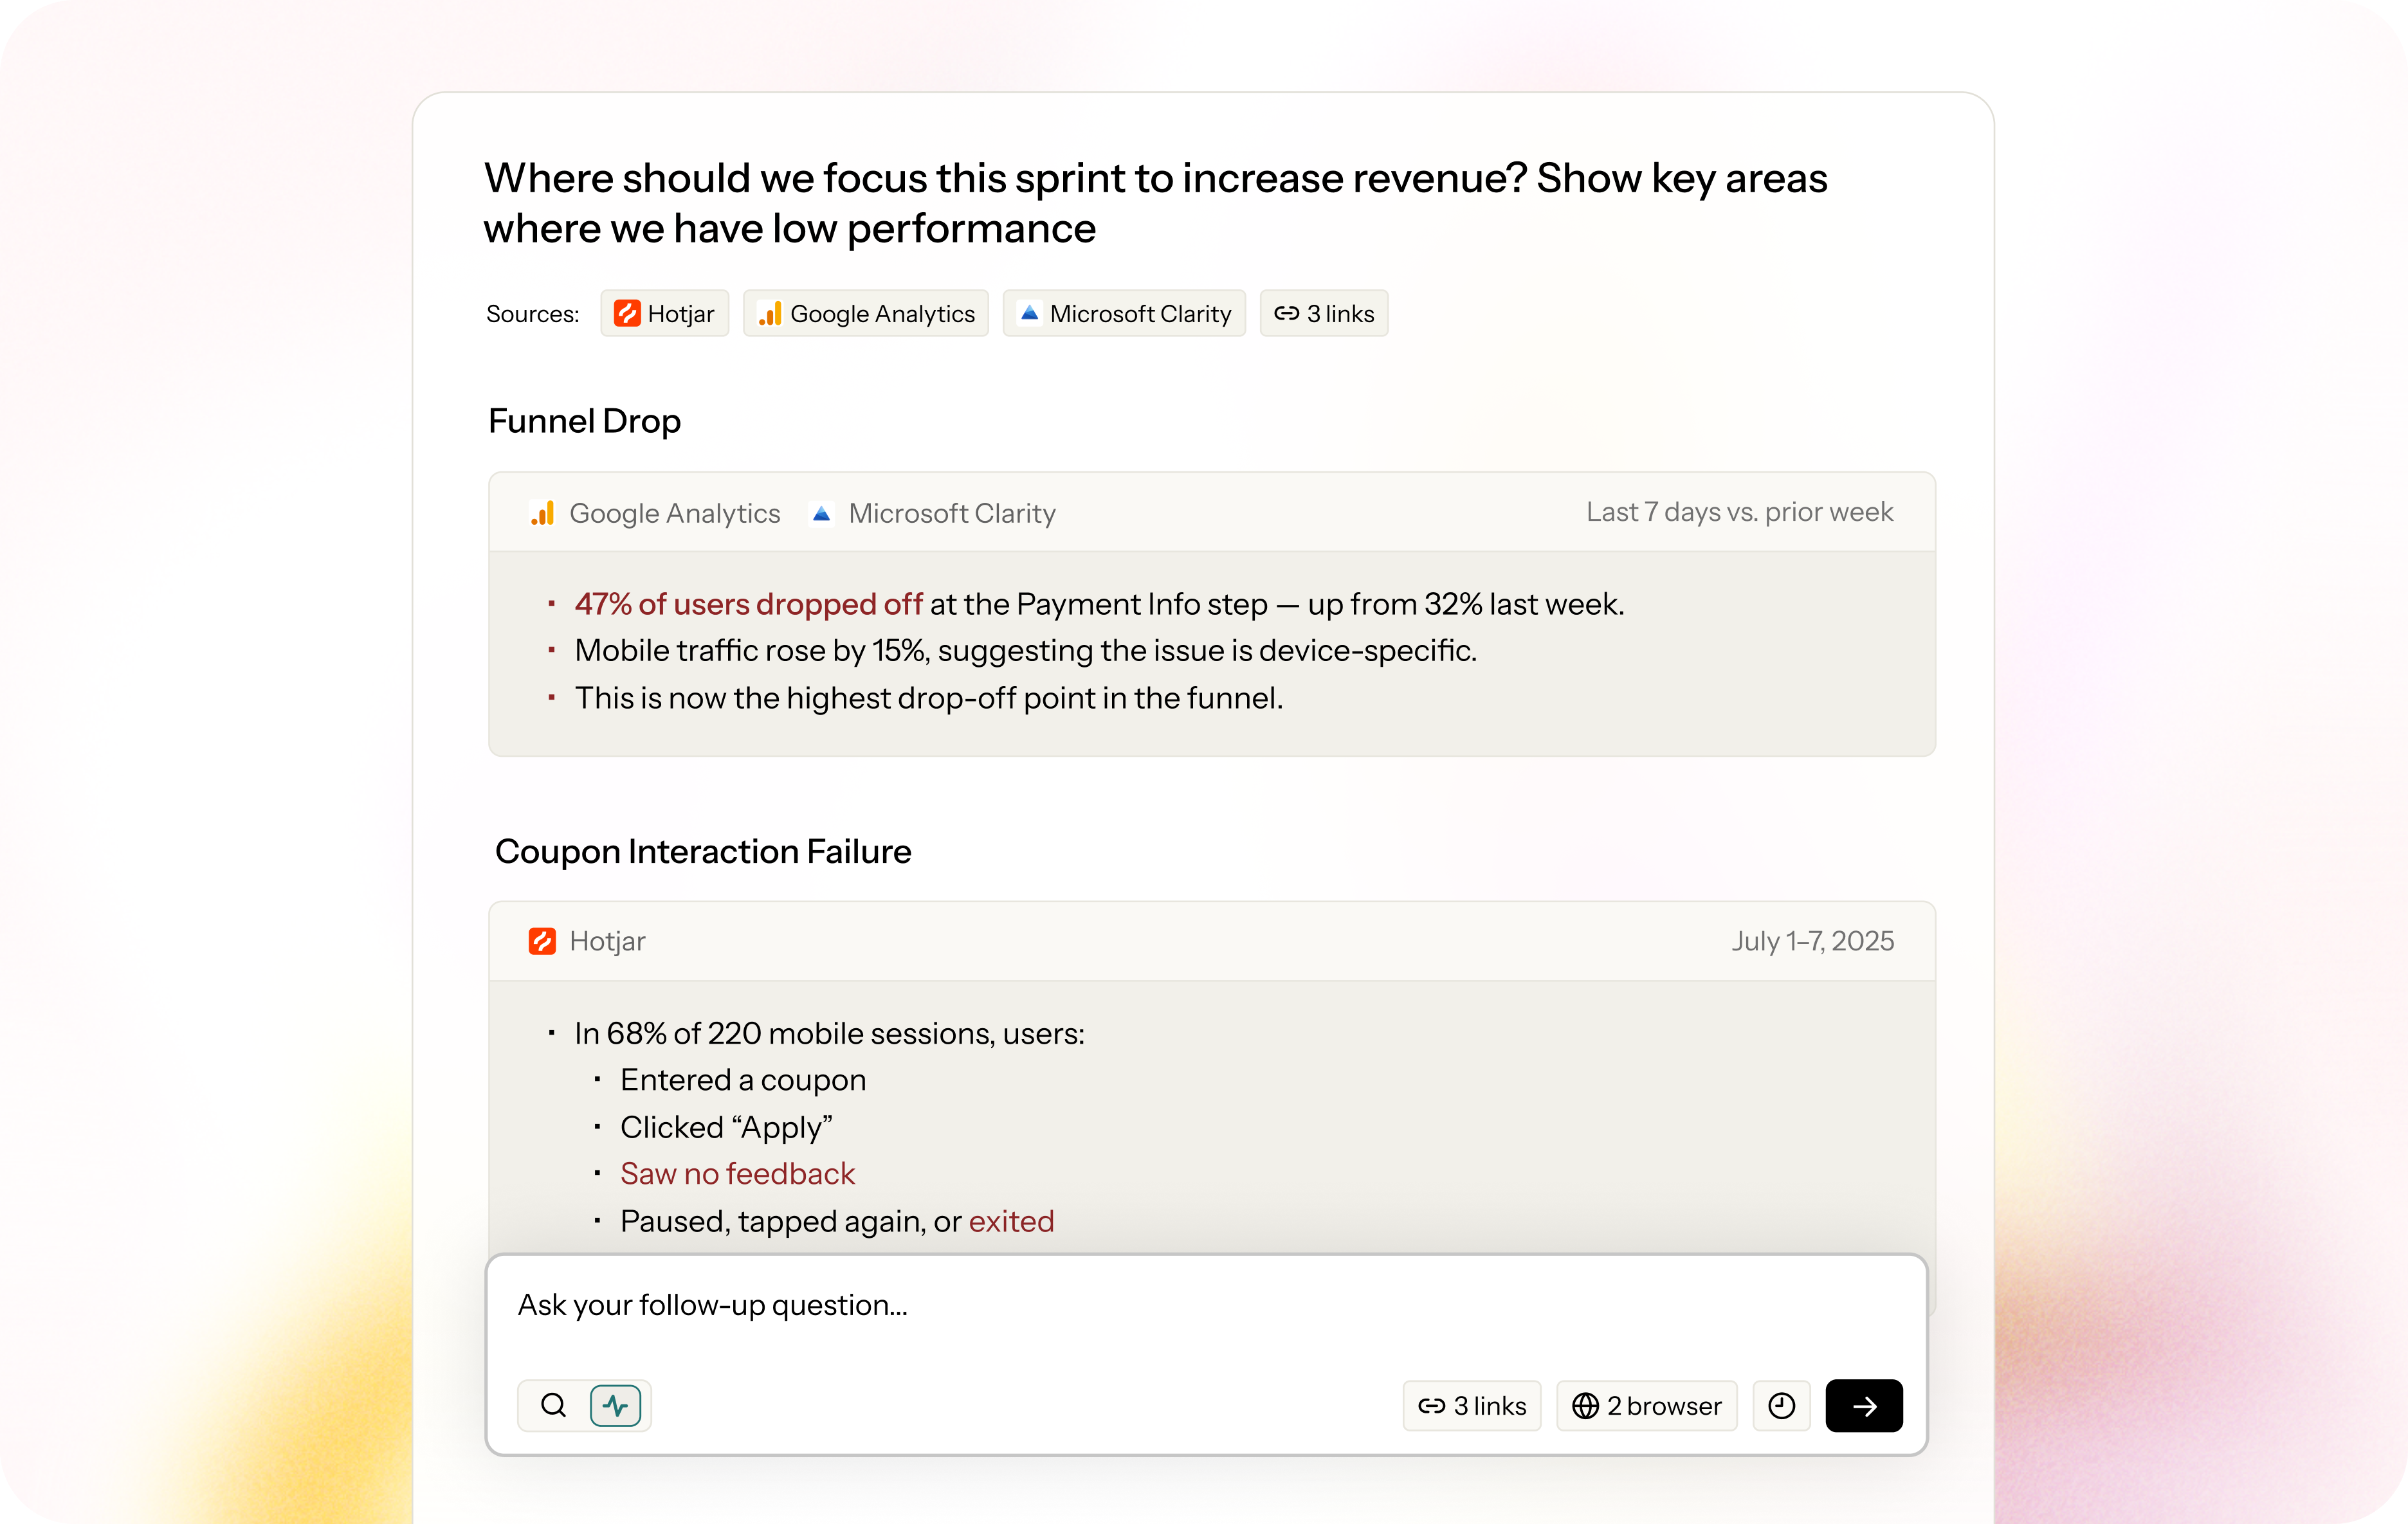 Where should we focus this sprint to increase revenue? Show key areas
where we have low performance
Sources: Hotjar Google Analytics Microsoft Clarity 3 links
Funnel Drop
Google Analytics Microsoft Clarity Last 7 days vs. prior week
▪ 47% of users dropped off at the Payment Info step — up from 32% last week.
▪ Mobile traffic rose by 15%, suggesting the issue is device-specific.
▪ This is now the highest drop-off point in the funnel.
Coupon Interaction Failure
Hotjar July 1–7, 2025
▪ In 68% of 220 mobile sessions, users:
▪ Entered a coupon
▪ Clicked “Apply”
▪ Saw no feedback
▪ Paused, tapped again, or exited
Ask your follow-up question...
3 links 2 browser